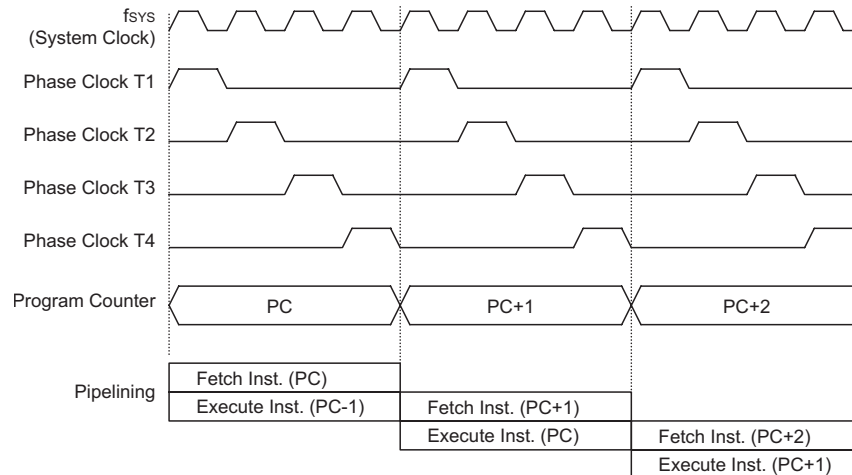 fSYS
(System Clock)
Phase Clock T1
Phase Clock T2
Phase Clock T3
Phase Clock T4
Program Counter
PC
PC+1
PC+2
Pipelining
Fetch Inst. (PC)
Execute Inst. (PC-1)
Fetch Inst. (PC+1)
Execute Inst. (PC)
Fetch Inst. (PC+2)
Execute Inst. (PC+1)